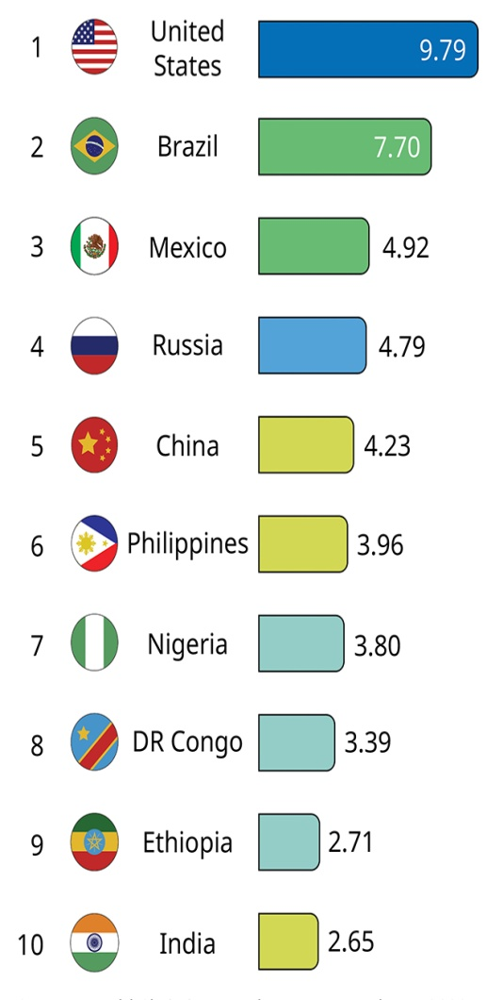 1 United States 9.79
2 Brazil 7.70
3 Mexico 4.92
4 Russia 4.79
5 China 4.23
6 Philippines 3.96
7 Nigeria 3.80
8 DR Congo 3.39
9 Ethiopia 2.71
10 India 2.65